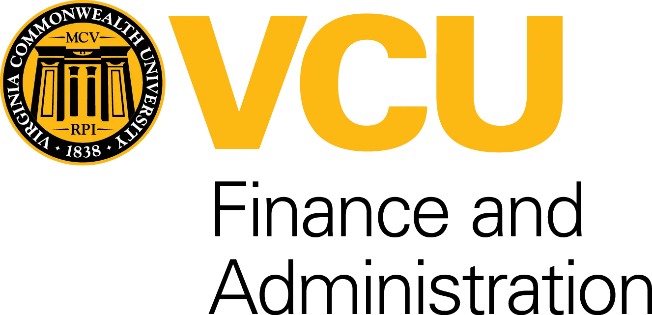 VIRGINIA COMMONWEALTH UNIVERSITY
MCV
RPI
· 1838 ·
VCU
Finance and
Administration